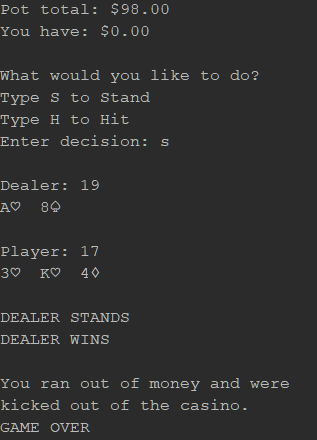 Pot total: $98.00
You have: $0.00
What would you like to do?
Type S to Stand
Type H to Hit
Enter decision: s
Dealer: 19
A♡ 8♤
Player: 17
3♡ K♡ 4♢
DEALER STANDS
DEALER WINS
You ran out of money and were
kicked out of the casino.
GAME OVER